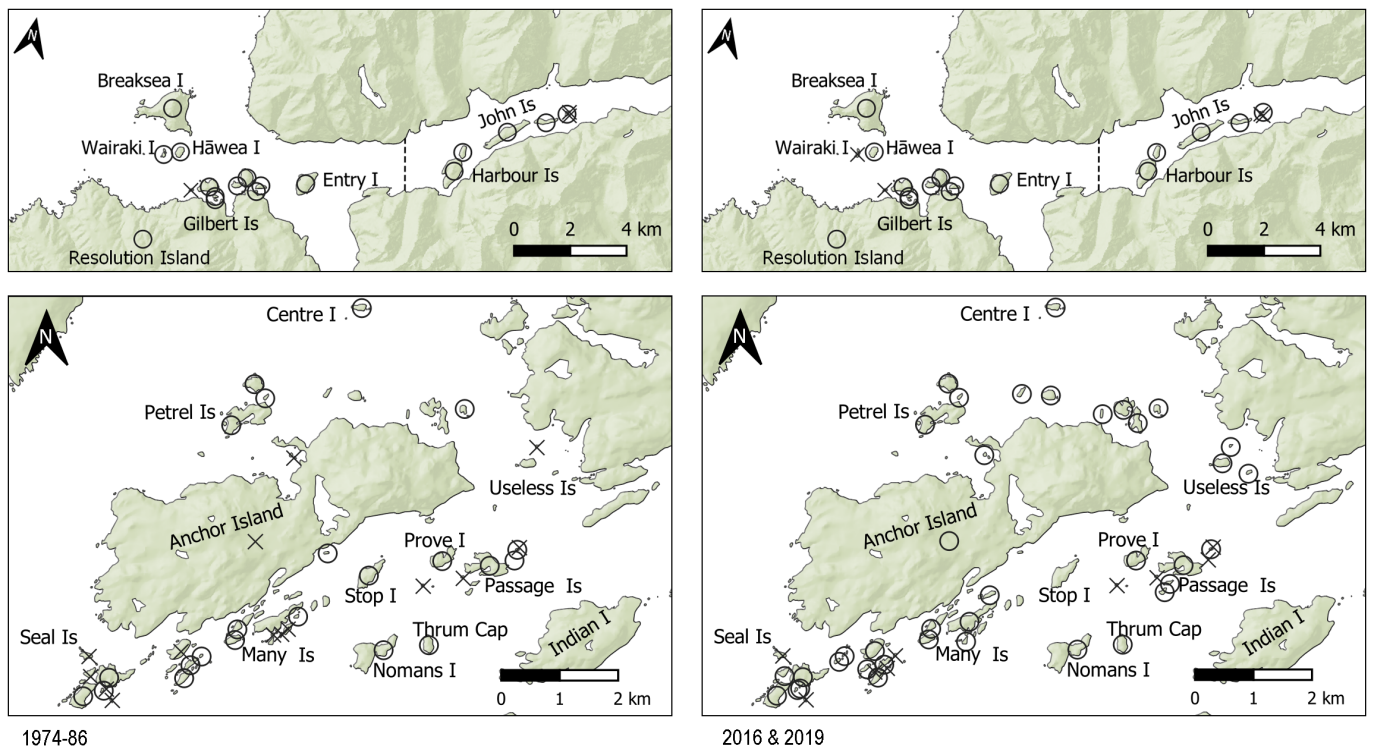 N
Breaksea I
John Is
Wairaki I
Hāwea I
Harbour Is
Entry I
Gilbert Is
0 2 4 km
Resolution Island
N
Breaksea I
John Is
Wairaki I
Hāwea I
Harbour Is
Entry I
Gilbert Is
0 2 4 km
Resolution Island
N
Centre I
Petrel Is
Useless Is
Anchor Island
Prove I
Passage Is
Stop I
Thrum Cap
Indian I
Seal Is
Many Is
Nomans I
0 1 2 km
N
Centre I
Petrel Is
Useless Is
Anchor Island
Prove I
Passage Is
Stop I
Thrum Cap
Indian I
Seal Is
Many Is
Nomans I
0 1 2 km
1974-86
2016 & 2019